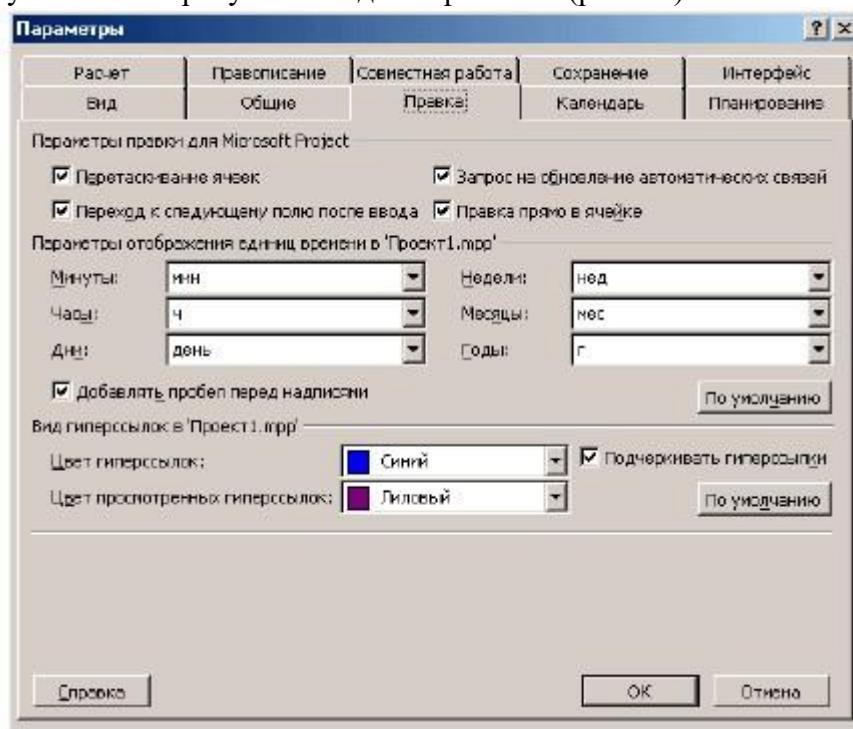 Параметры
Расчет Правописание Совместная работа Сохранение Интерфейс
Вид Общие Правка Календарь Планирование
Параметры правки для Microsoft Project
Перетаскивание ячеек Запрос на обновление автоматических связей
Переход к следующему полю после ввода Правка прямо в ячейке
Параметры отображения единиц времени в 'Проект1.mpp'
Минуты: мин Недели: нед
Часы: ч Месяцы: мес
Дни: день Годы: г
Добавлять пробел перед надписями По умолчанию
Вид гиперссылок в 'Проект1.mpp'
Цвет гиперссылок: Синий Подчеркивать гиперссылки
Цвет просмотренных гиперссылок: Лиловый По умолчанию
Справка ОК Отмена